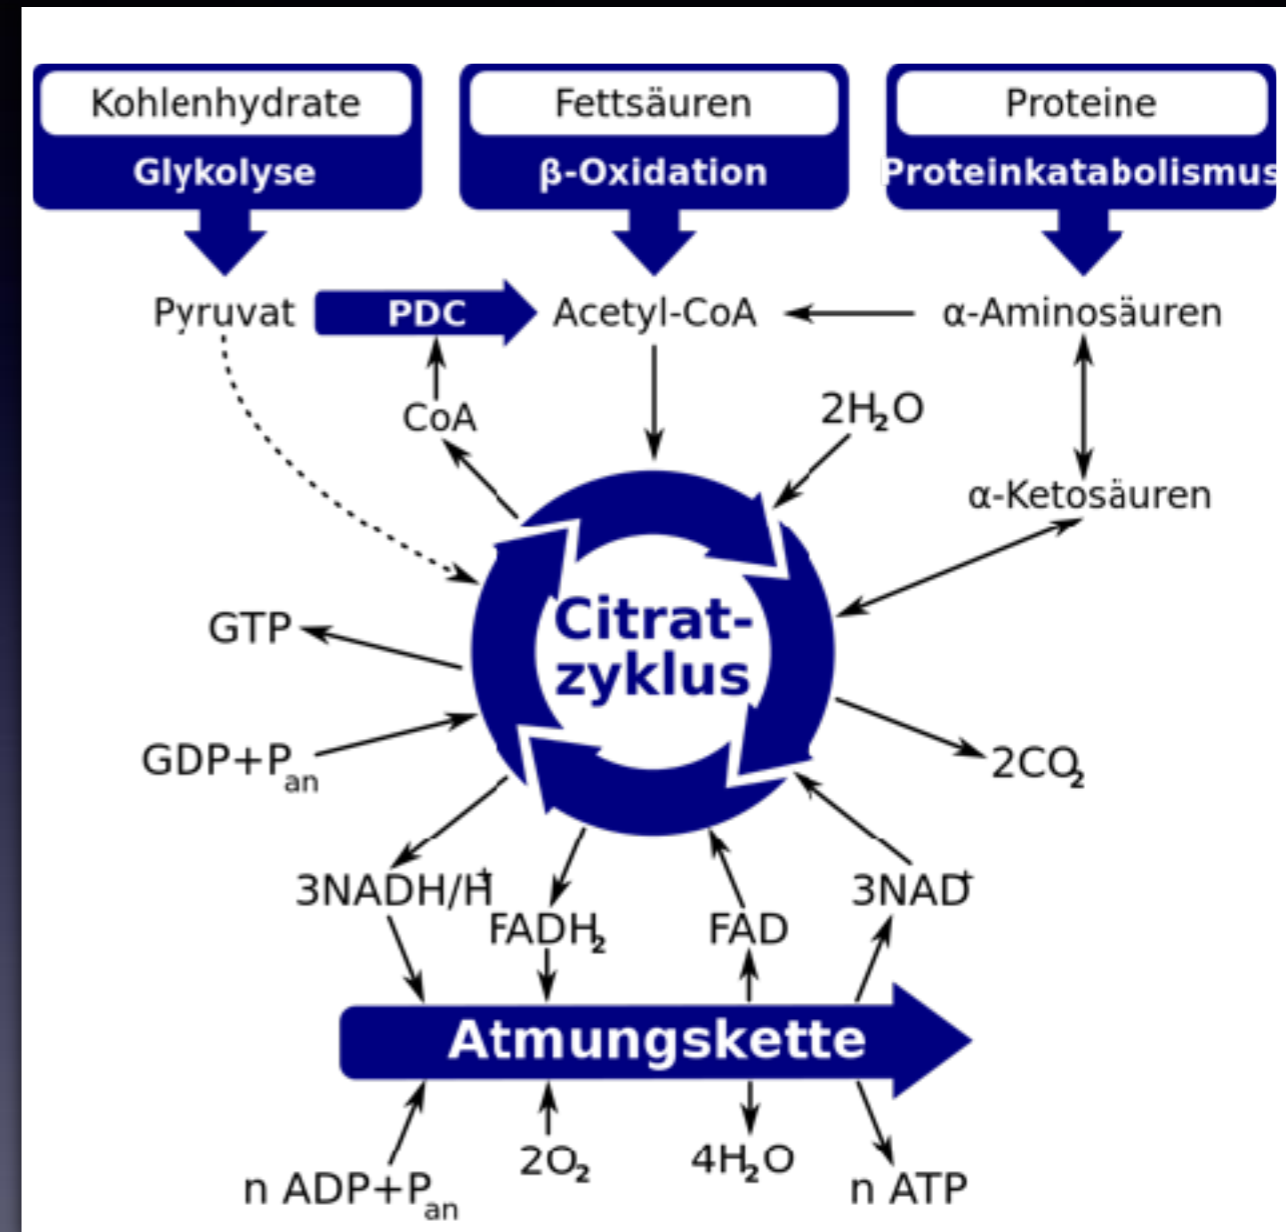 Kohlenhydrate
Glykolyse
Fettsäuren
β-Oxidation
Proteine
Proteinkatabolismus
Pyruvat
PDC
Acetyl-CoA
α-Aminosäuren
CoA
2H₂O
α-Ketosäuren
Citrat-
zyklus
GTP
GDP+Pan
2CO₂
3NADH/H⁺
FADH₂
FAD
3NAD⁺
Atmungskette
n ADP+Pan
2O₂
4H₂O
n ATP